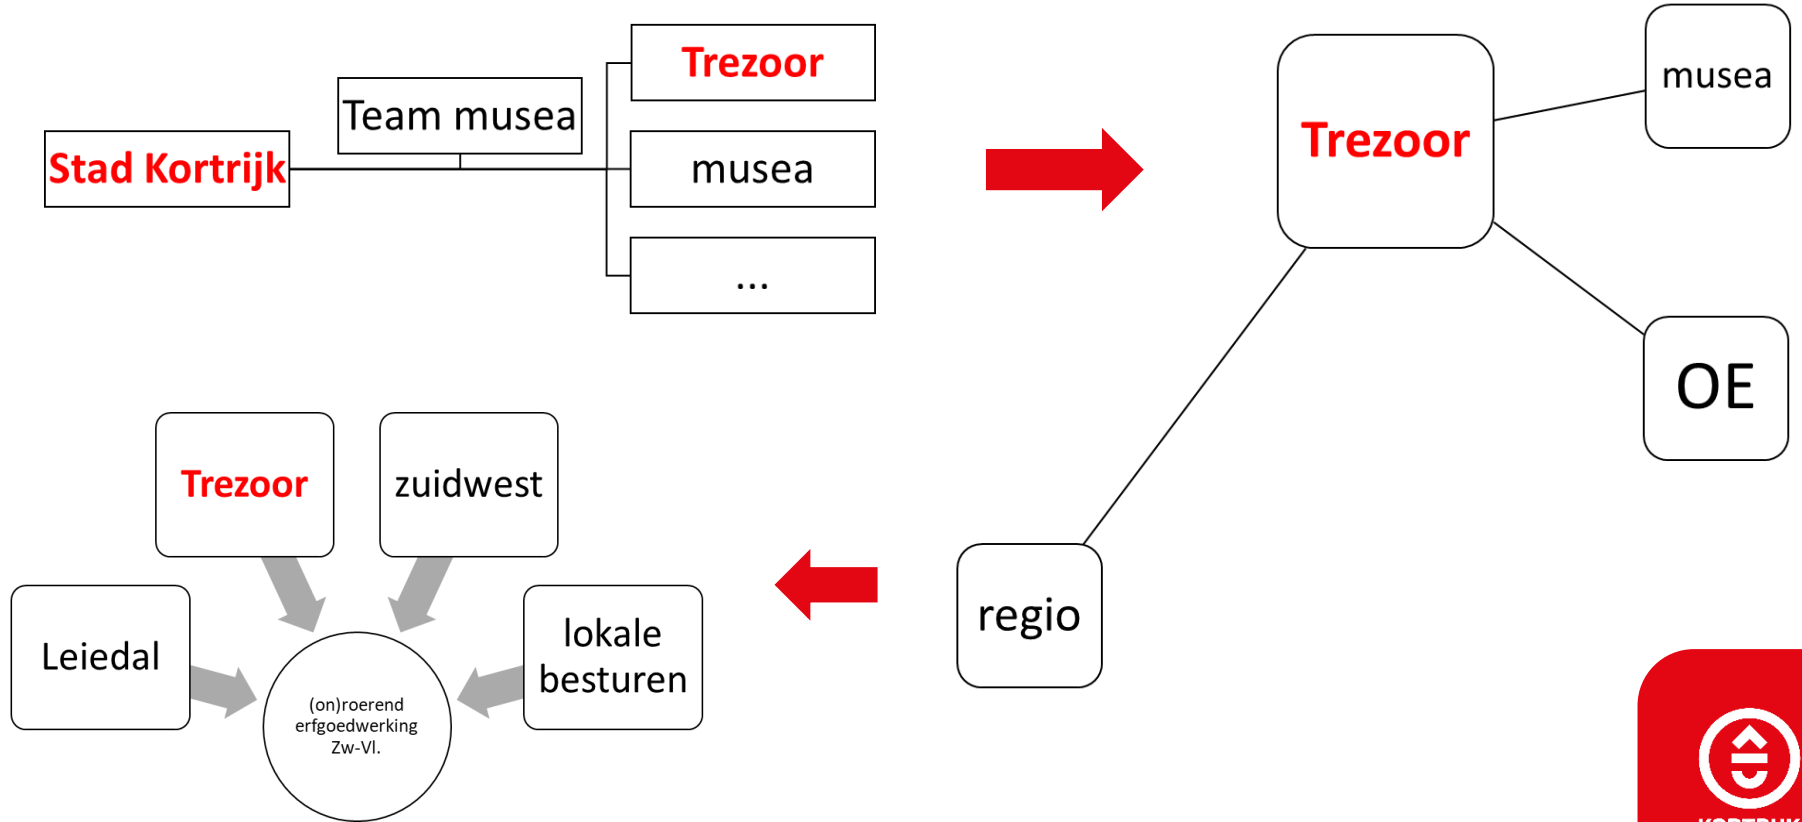 Trezoor
Team musea
Stad Kortrijk
musea
...
Trezoor
musea
OE
regio
Trezoor
zuidwest
Leiedal
lokale
besturen
(on)roerend
erfgoedwerking
Zw-Vl.
KORTRIJK